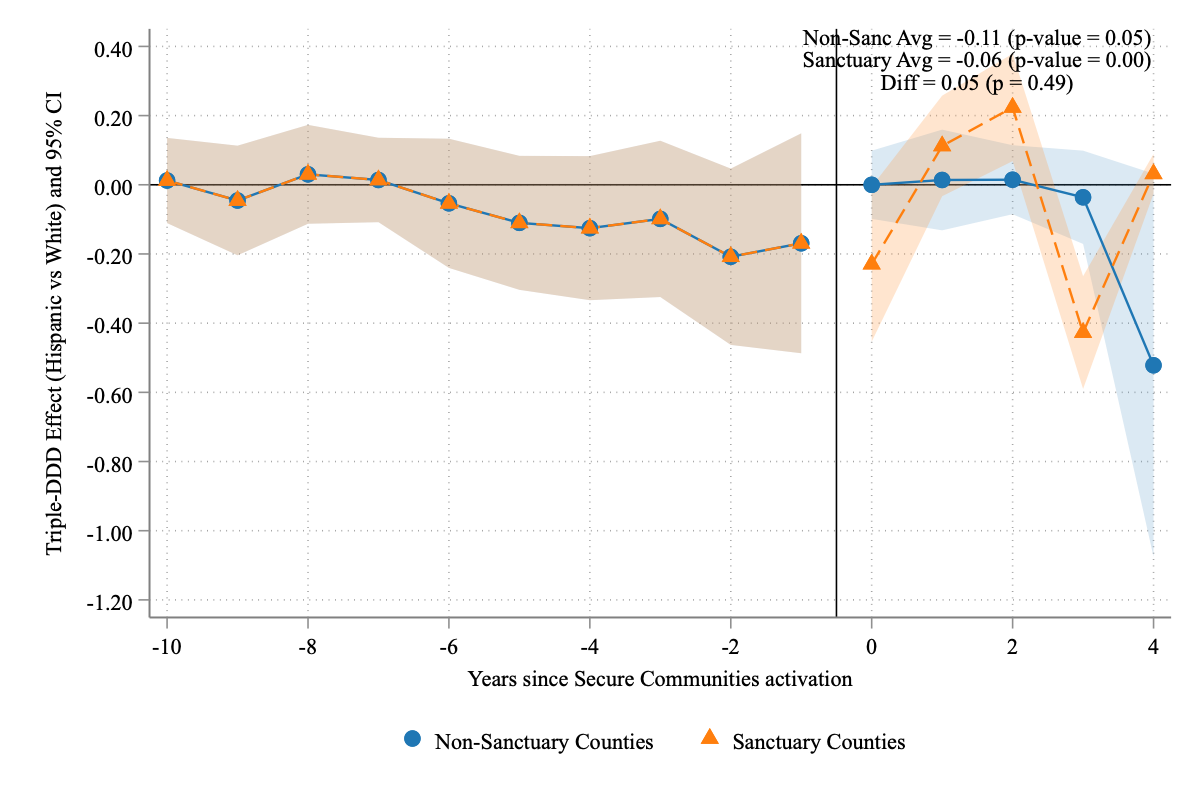 Non-Sanc Avg = -0.11 (p-value = 0.05)
Sanctuary Avg = -0.06 (p-value = 0.00)
Diff = 0.05 (p = 0.49)
Triple-DDD Effect (Hispanic vs White) and 95% CI
0.40
0.20
0.00
-0.20
-0.40
-0.60
-0.80
-1.00
-1.20
-10
-8
-6
-4
-2
0
2
4
Years since Secure Communities activation
Non-Sanctuary Counties
Sanctuary Counties